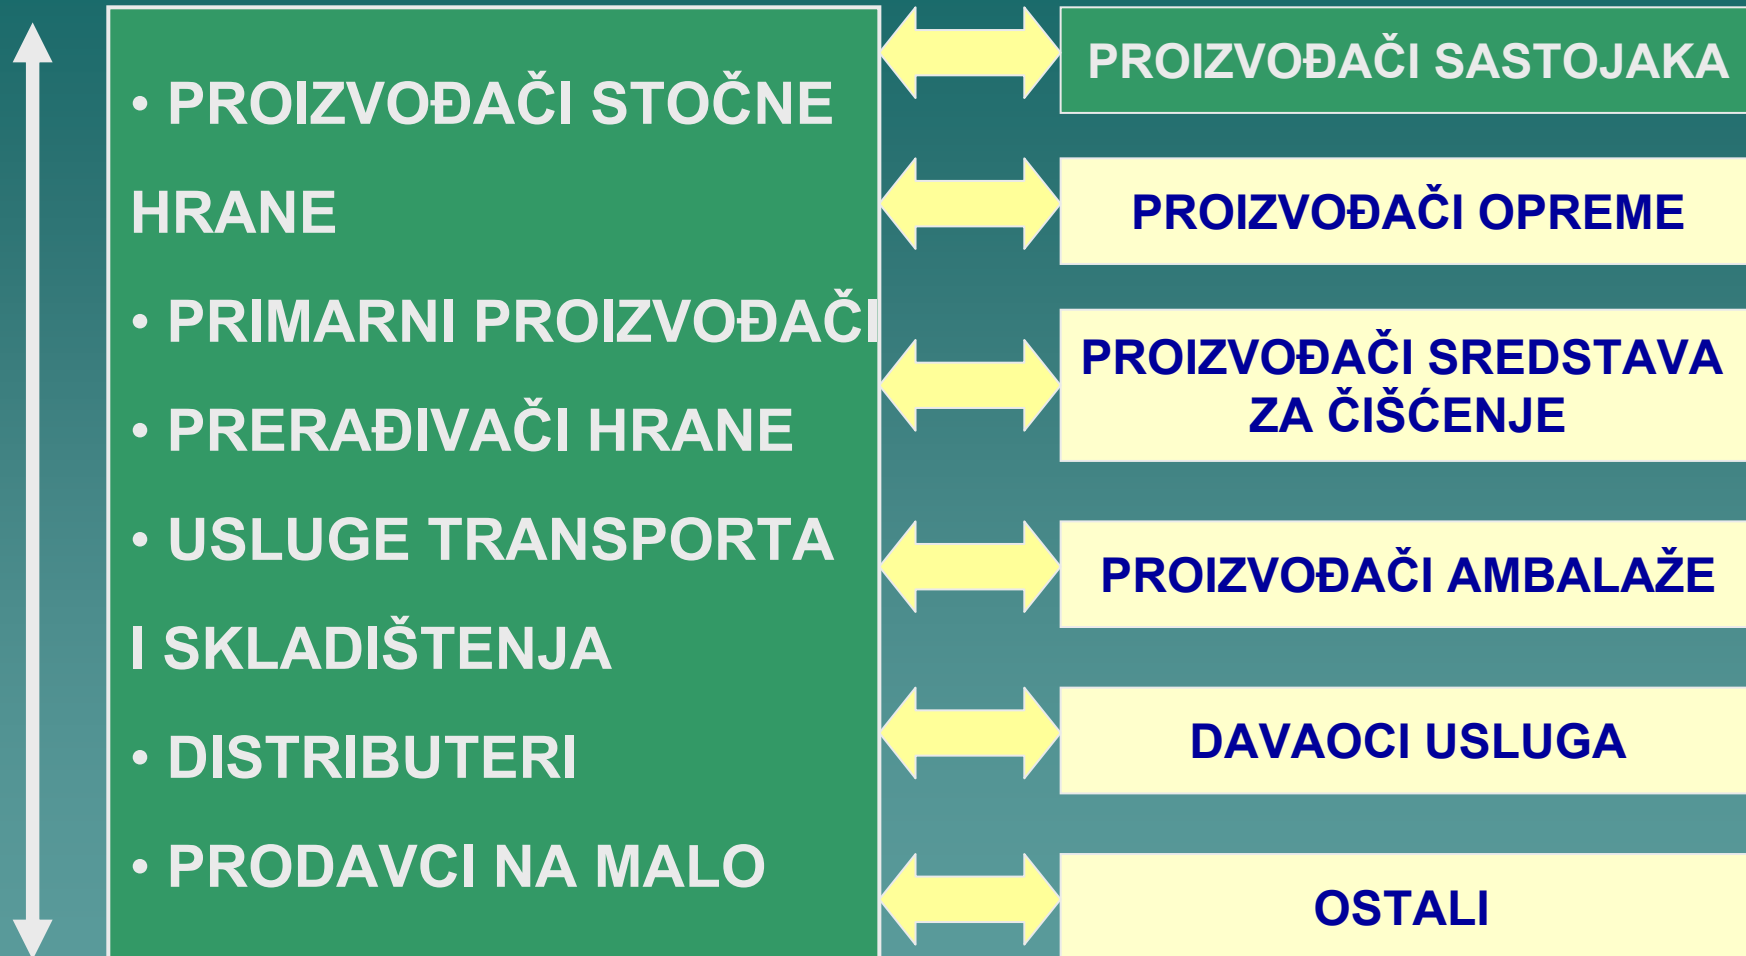 • PROIZVOĐAČI STOČNE
HRANE
• PRIMARNI PROIZVOĐAČI
• PRERAĐIVAČI HRANE
• USLUGE TRANSPORTA
I SKLADIŠTENJA
• DISTRIBUTERI
• PRODAVCI NA MALO
PROIZVOĐAČI SASTOJAKA
PROIZVOĐAČI OPREME
PROIZVOĐAČI SREDSTAVA
ZA ČIŠĆENJE
PROIZVOĐAČI AMBALAŽE
DAVAOCI USLUGA
OSTALI